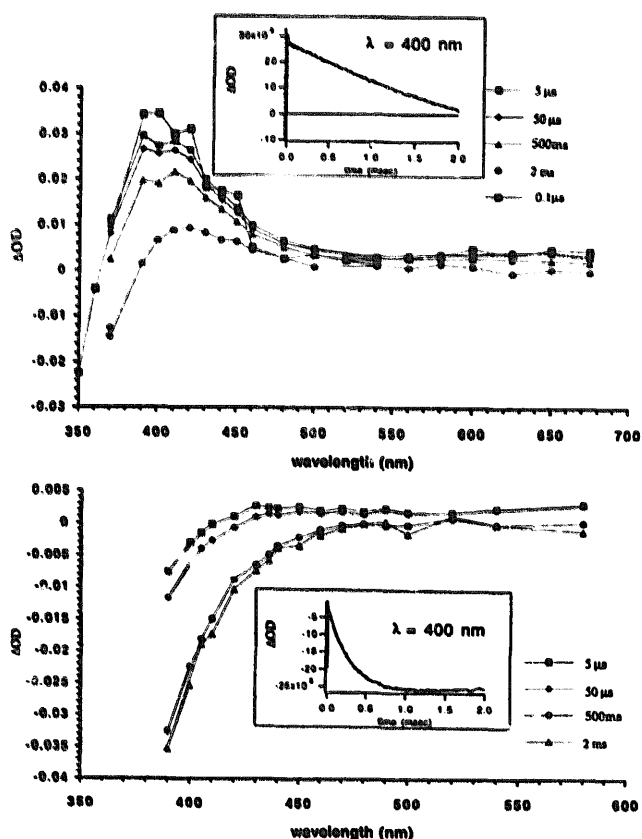 30x10⁻³
20
10
0
-10
ΔOD
λ = 400 nm
0.0 0.5 1.0 1.5 2.0
time (msec)
0.04
0.03
0.02
0.01
0
-0.01
-0.02
-0.03
ΔOD
5 µs
50 µs
500ms
2 ms
0.1µs
350 400 450 500 550 600 650 700
wavelength (nm)
0.005
0
-0.005
-0.01
-0.015
-0.02
-0.025
-0.03
-0.035
-0.04
ΔOD
-5
-10
-15
-20
ΔOD
λ = 400 nm
0.0 0.5 1.0 1.5 2.0
time (msec)
5 µs
50 µs
500ms
2 ms
350 400 450 500 550 600
wavelength (nm)